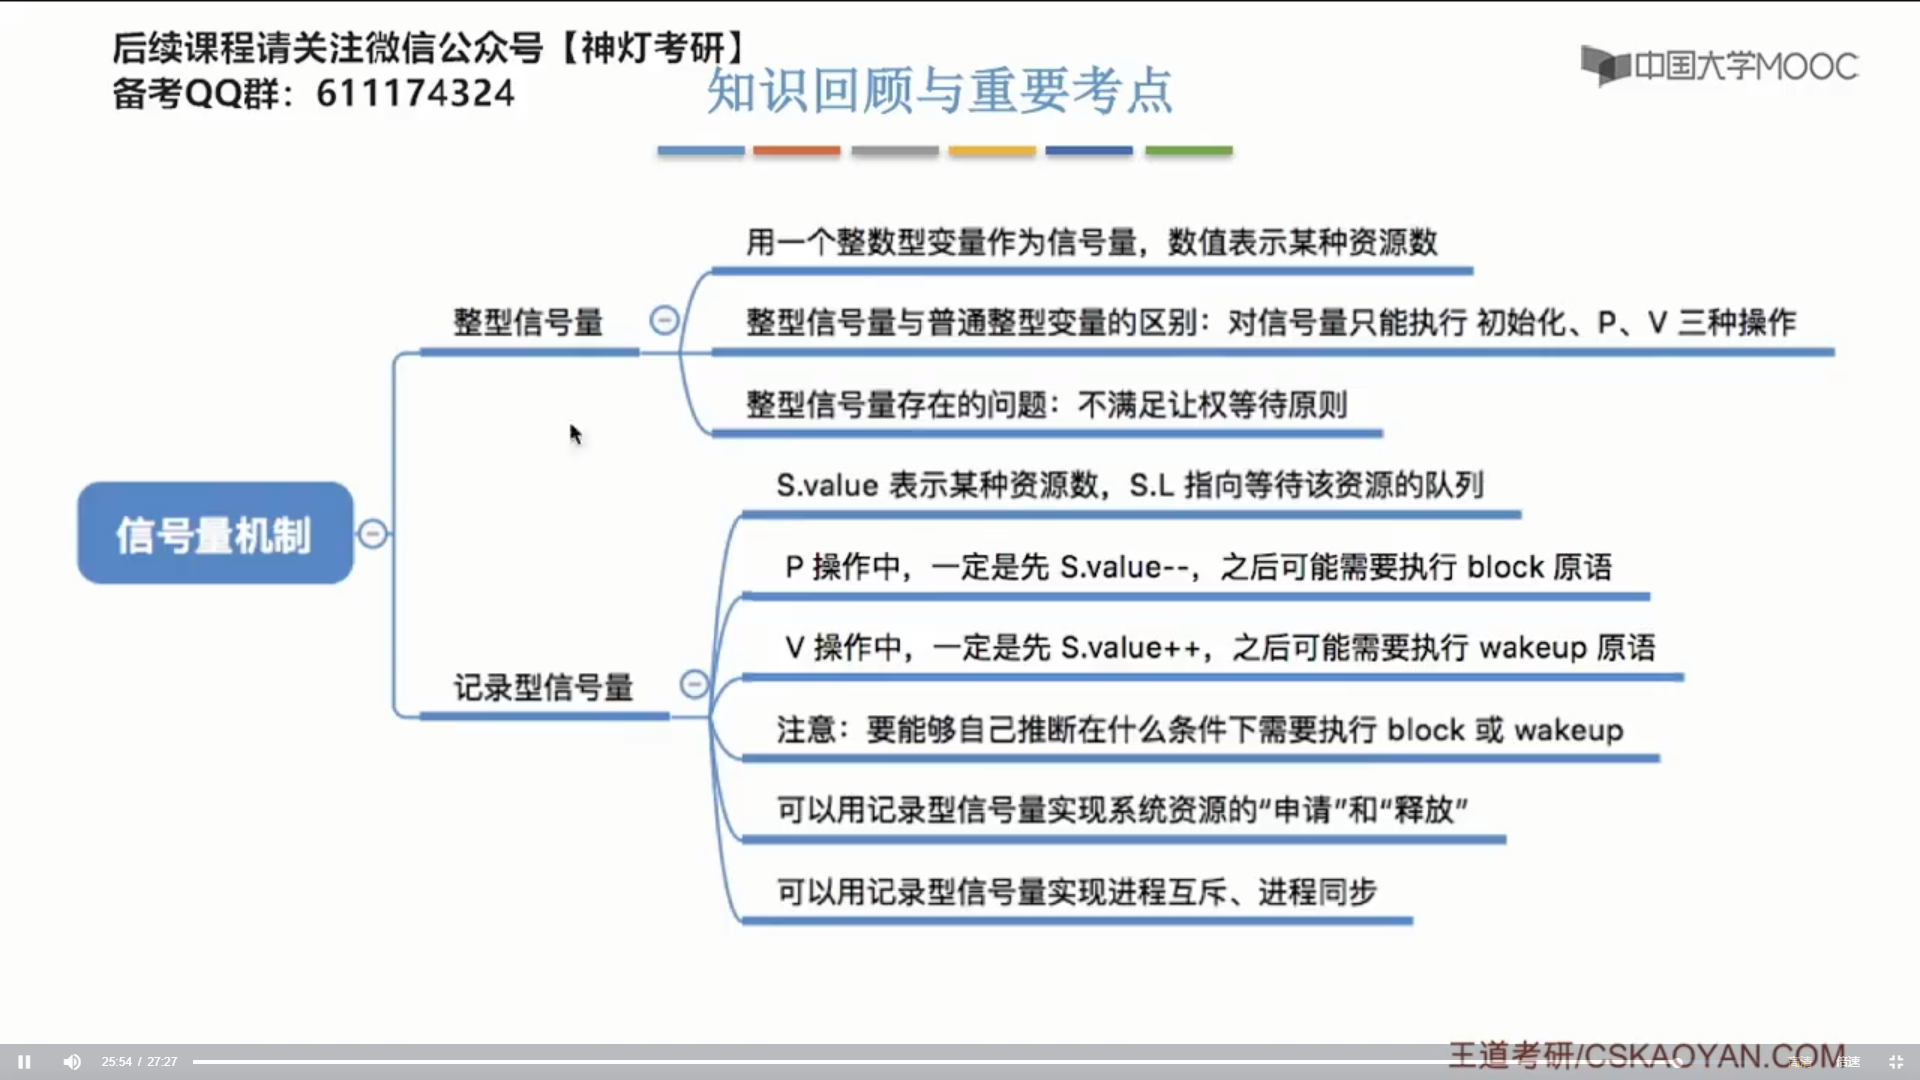 后续课程请关注微信公众号【神灯考研】
备考QQ群：611174324
知识回顾与重要考点
中国大学MOOC
信号量机制
整型信号量
用一个整数型变量作为信号量，数值表示某种资源数
整型信号量与普通整型变量的区别：对信号量只能执行 初始化、P、V 三种操作
整型信号量存在的问题：不满足让权等待原则
记录型信号量
S.value 表示某种资源数，S.L 指向等待该资源的队列
P 操作中，一定是先 S.value--，之后可能需要执行 block 原语
V 操作中，一定是先 S.value++，之后可能需要执行 wakeup 原语
注意：要能够自己推断在什么条件下需要执行 block 或 wakeup
可以用记录型信号量实现系统资源的“申请”和“释放”
可以用记录型信号量实现进程互斥、进程同步
王道考研/CSKAOYAN.COM
25:54 / 27:27
高清 倍速